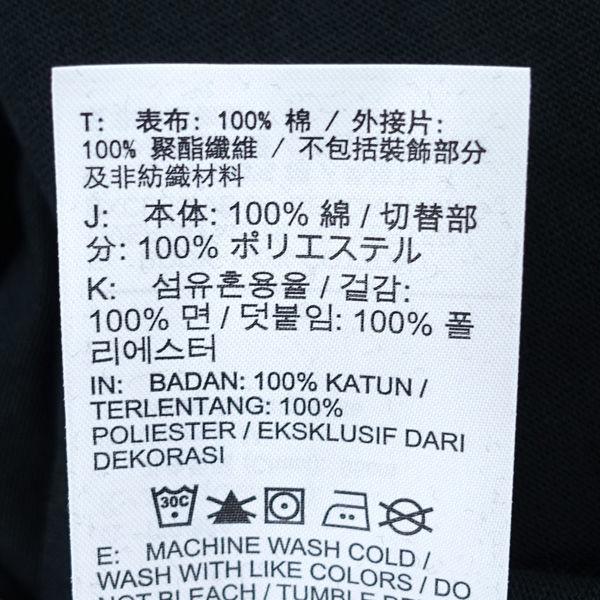 T: 表布: 100% 棉 / 外接片:
100% 聚酯纖維 / 不包括裝飾部分
及非紡織材料
J: 本体: 100% 綿 / 切替部
分: 100% ポリエステル
K: 섬유혼용율 / 겉감:
100% 면 / 덧붙임: 100% 폴
리에스터
IN: BADAN: 100% KATUN /
TERLENTANG: 100%
POLIESTER / EKSKLUSIF DARI
DEKORASI
30C
E: MACHINE WASH COLD /
WASH WITH LIKE COLORS / DO
NOT BLEACH / TUMBLE